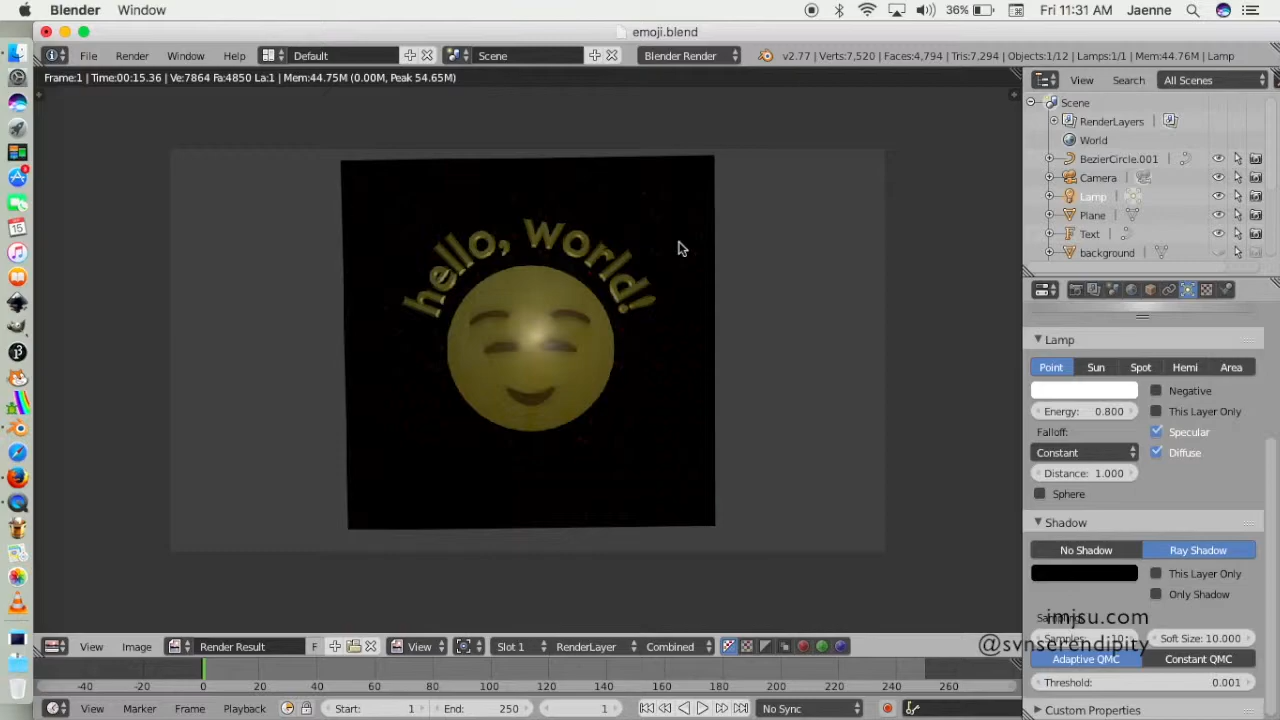 Blender Window 36% Fri 11:31 AM Jaenne
emoji.blend
File Render Window Help Default Scene Blender Render v2.77 | Verts:7,520 | Faces:4,794 | Tris:7,294 | Objects:1/12 | Lamps:1/1 | Mem:44.76M | Lamp
Frame:1 | Time:00:15.36 | Ve:7864 Fa:4850 La:1 | Mem:44.75M (0.00M, Peak 54.65M)
View Search All Scenes
Scene
RenderLayers
World
BezierCircle.001
Camera
Lamp
Plane
Text
background
hello, world!
Lamp
Point Sun Spot Hemi Area
Negative
Energy: 0.800 This Layer Only
Falloff: Specular
Constant Diffuse
Distance: 1.000
Sphere
Shadow
No Shadow Ray Shadow
This Layer Only
Only Shadow
imjsu.com
Samples: 10 Soft Size: 10.000
@svnserendipity
Adaptive QMC Constant QMC
Threshold: 0.001
Custom Properties
View Image Render Result F View Slot 1 RenderLayer Combined
-40 -20 0 20 40 60 80 100 120 140 160 180 200 220 240 260
View Marker Frame Playback Start: 1 End: 250 1 No Sync